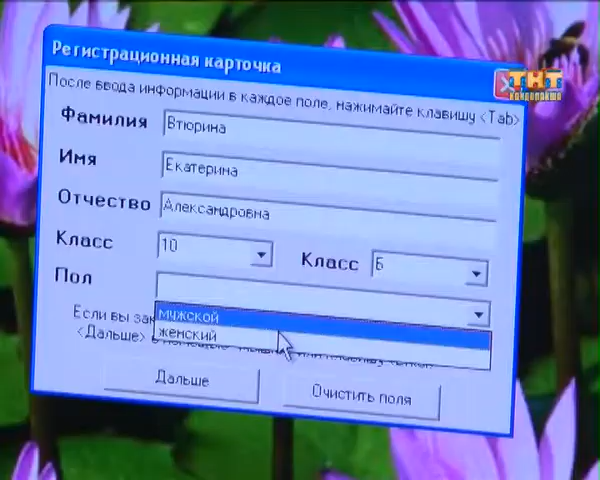 Регистрационная карточка
ТНТ
После ввода информации в каждое поле, нажимайте клавишу <Tab>
Фамилия Втюрина
Имя Екатерина
Отчество Александровна
Класс 10 Класс Б
Пол
мужской
Если вы
женский
<Дальше>
Дальше Очистить поля